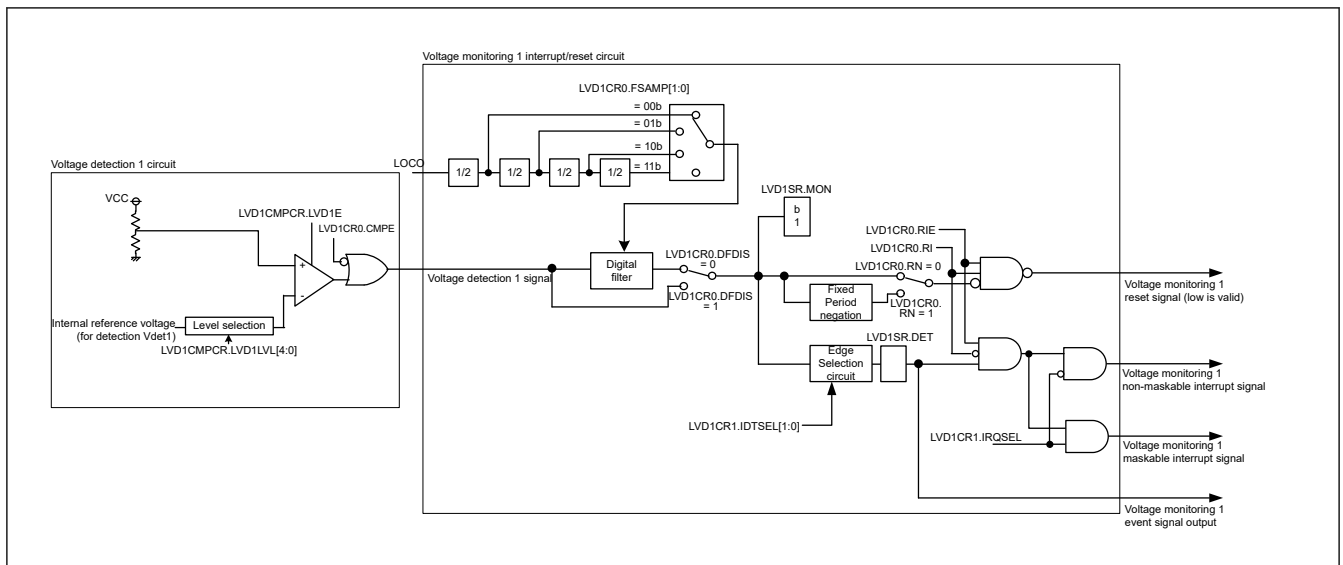 Voltage monitoring 1 interrupt/reset circuit
LVD1CR0.FSAMP[1:0]
= 00b
= 01b
= 10b
= 11b
LOCO
1/2
1/2
1/2
1/2
Voltage detection 1 circuit
VCC
LVD1CMPCR.LVD1E
LVD1CR0.CMPE
+
-
Internal reference voltage
(for detection Vdet1)
Level selection
LVD1CMPCR.LVD1LVL[4:0]
Voltage detection 1 signal
Digital
filter
LVD1CR0.DFDIS
= 0
LVD1CR0.DFDIS
= 1
LVD1SR.MON
b
1
LVD1CR0.RIE
LVD1CR0.RI
LVD1CR0.RN = 0
Fixed
Period
negation
LVD1CR0.
RN = 1
Voltage monitoring 1
reset signal (low is valid)
LVD1SR.DET
Edge
Selection
circuit
LVD1CR1.IDTSEL[1:0]
LVD1CR1.IRQSEL
Voltage monitoring 1
non-maskable interrupt signal
Voltage monitoring 1
maskable interrupt signal
Voltage monitoring 1
event signal output